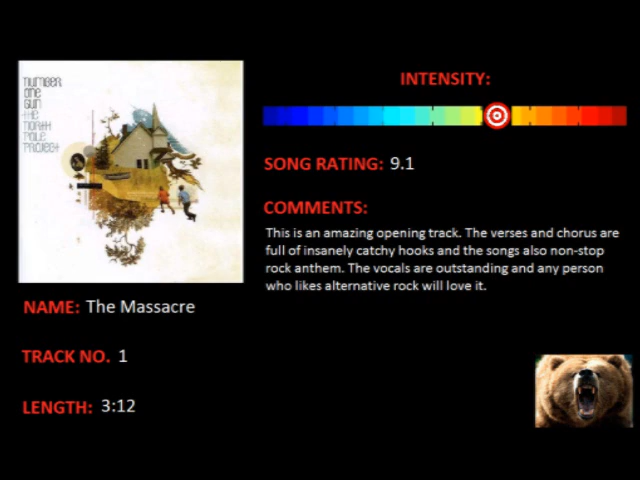 NUMBER
ONE
GUN
THE
NORTH
POLE
PROJECT
INTENSITY:
SONG RATING: 9.1
COMMENTS:
This is an amazing opening track. The verses and chorus are
full of insanely catchy hooks and the songs also non-stop
rock anthem. The vocals are outstanding and any person
who likes alternative rock will love it.
NAME: The Massacre
TRACK NO. 1
LENGTH: 3:12